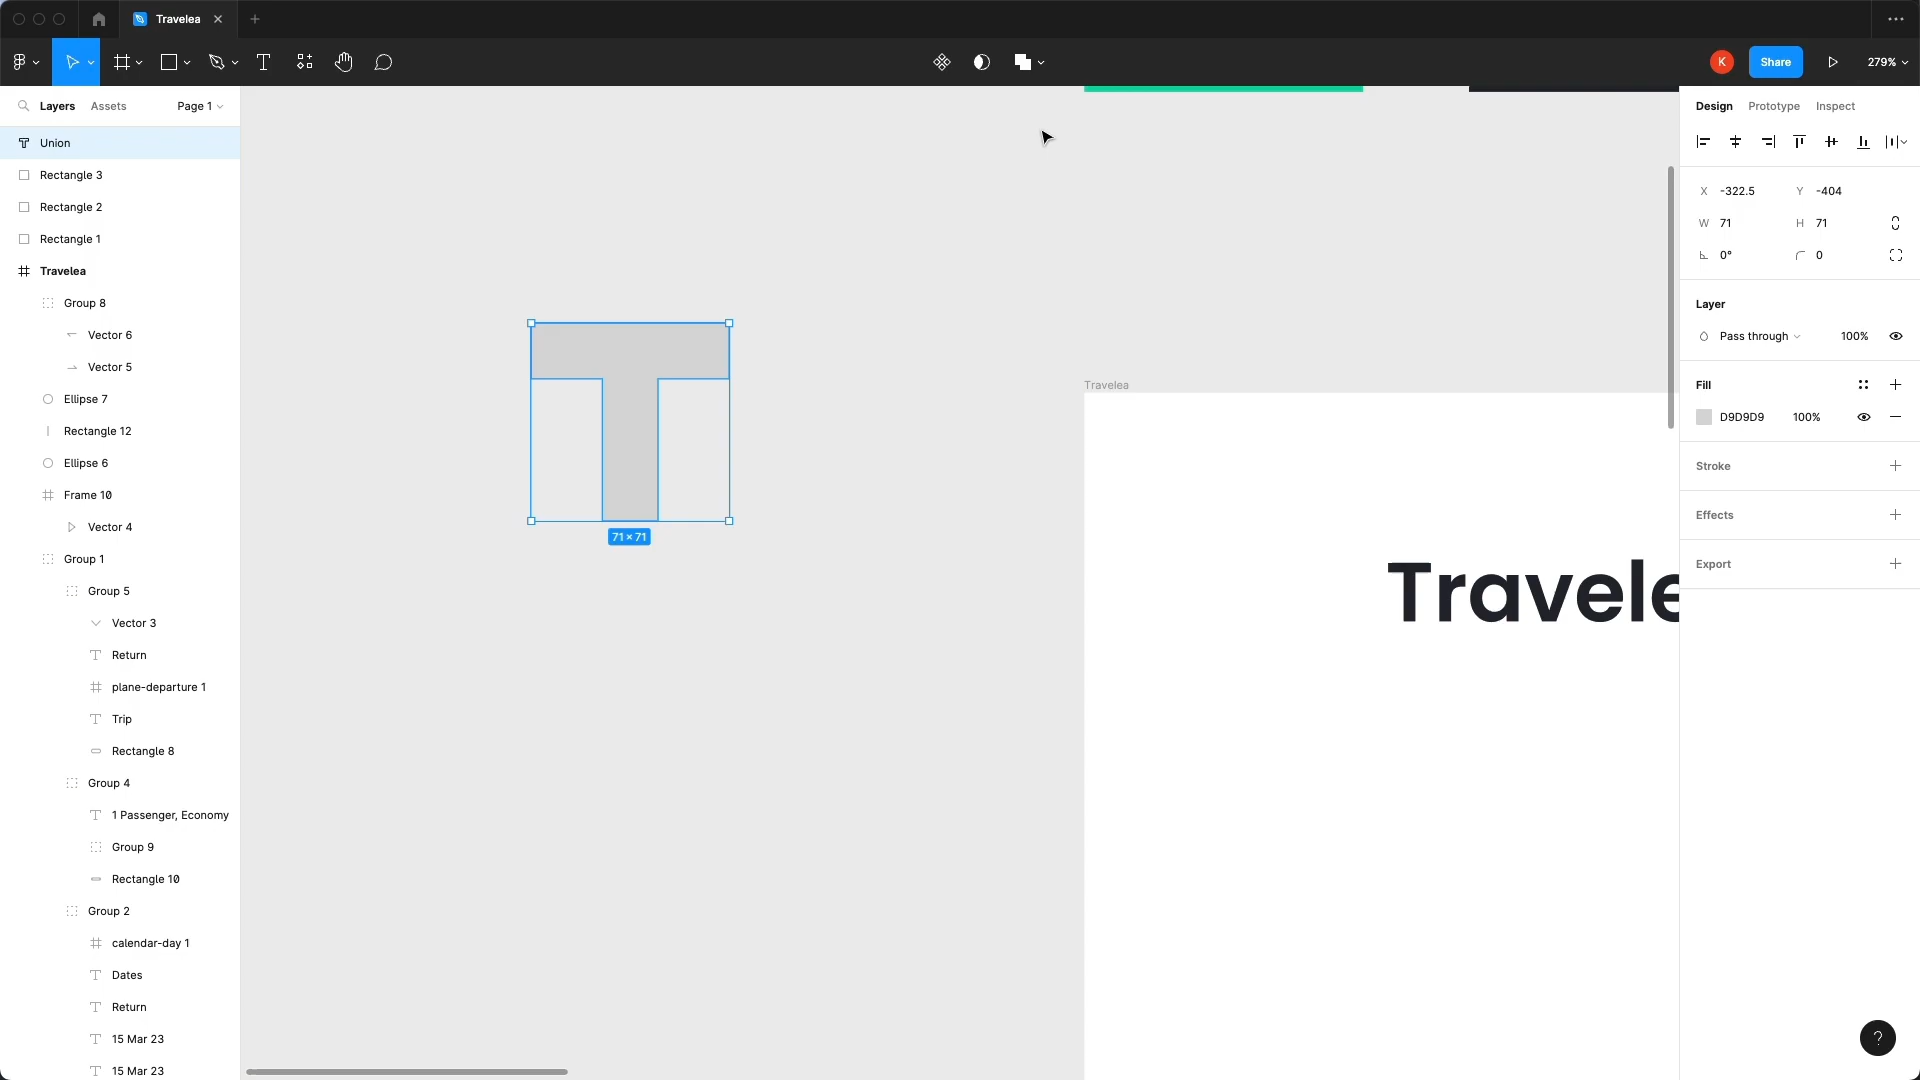 Travelea
K
Share
279%
Layers
Assets
Page 1
Union
Rectangle 3
Rectangle 2
Rectangle 1
Travelea
Group 8
Vector 6
Vector 5
Ellipse 7
Rectangle 12
Ellipse 6
Frame 10
Vector 4
Group 1
Group 5
Vector 3
Return
plane-departure 1
Trip
Rectangle 8
Group 4
1 Passenger, Economy
Group 9
Rectangle 10
Group 2
calendar-day 1
Dates
Return
15 Mar 23
15 Mar 23
71 × 71
Travelea
Travele
Design
Prototype
Inspect
X -322.5 Y -404
W 71 H 71
0° 0
Layer
Pass through 100%
Fill
D9D9D9 100%
Stroke
Effects
Export
?